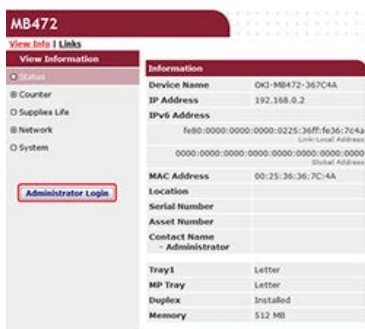 MB472
View Info | Links
View Information
Status
Counter
Supplies Life
Network
System
Administrator Login
Information
Device Name OKI-MB472-367C4A
IP Address 192.168.0.2
IPv6 Address
fe80:0000:0000:0000:0225:36ff:fe36:7c4a
Link-Local Address
0000:0000:0000:0000:0000:0000:0000:0000
Global Address
MAC Address 00:25:36:36:7C:4A
Location
Serial Number
Asset Number
Contact Name
- Administrator
Tray1 Letter
MP Tray Letter
Duplex Installed
Memory 512 MB